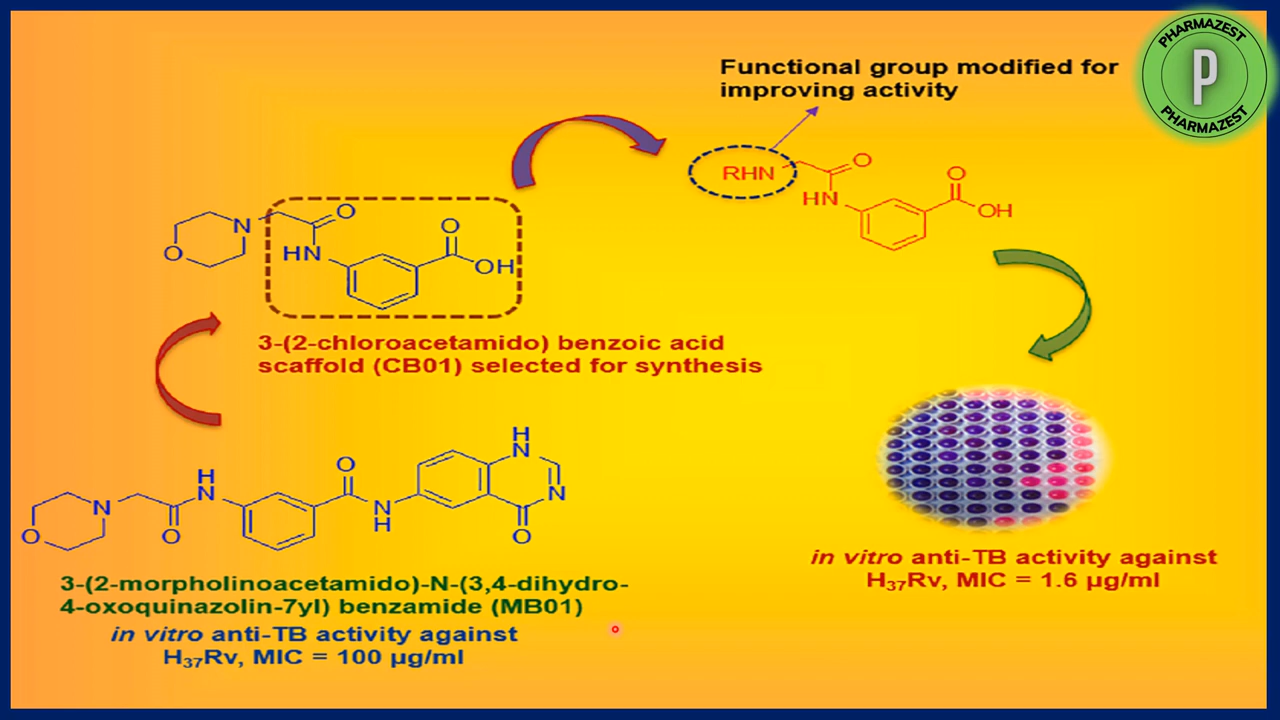 PHARMAZEST
P
PHARMAZEST
Functional group modified for
improving activity
RHN
O
HN
O
OH
N
O
O
HN
O
OH
3-(2-chloroacetamido) benzoic acid
scaffold (CB01) selected for synthesis
N
O
O
H
N
O
N
H
H
N
N
O
3-(2-morpholinoacetamido)-N-(3,4-dihydro-
4-oxoquinazolin-7yl) benzamide (MB01)
in vitro anti-TB activity against
H₃₇Rv, MIC = 100 µg/ml
in vitro anti-TB activity against
H₃₇Rv, MIC = 1.6 µg/ml